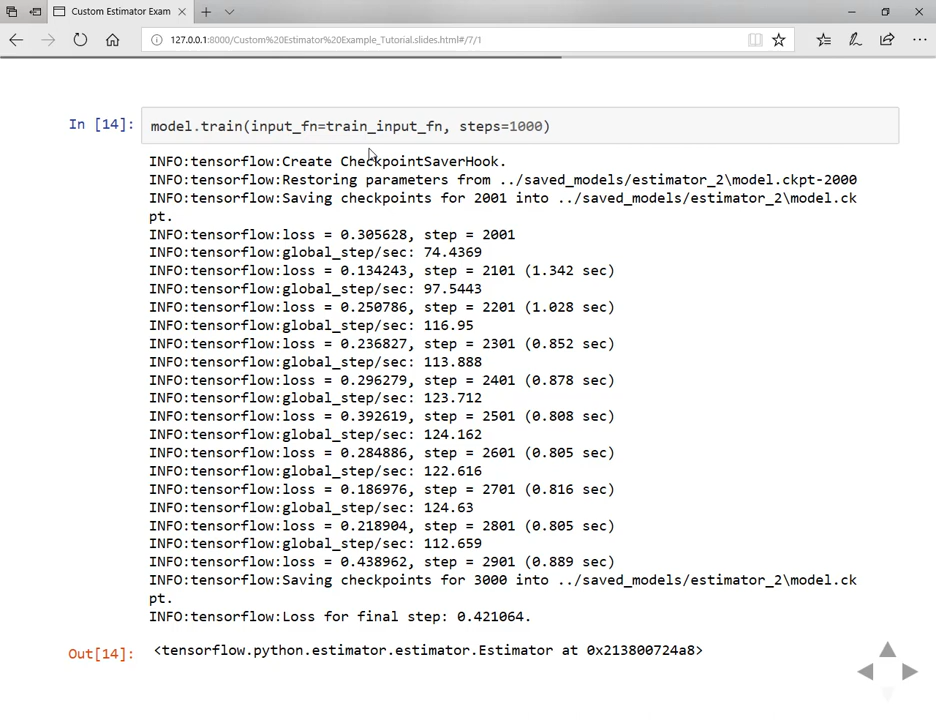 Custom Estimator Exam
127.0.0.1:8000/Custom%20Estimator%20Example_Tutorial.slides.html#/7/1
In [14]: model.train(input_fn=train_input_fn, steps=1000)
INFO:tensorflow:Create CheckpointSaverHook.
INFO:tensorflow:Restoring parameters from ../saved_models/estimator_2\model.ckpt-2000
INFO:tensorflow:Saving checkpoints for 2001 into ../saved_models/estimator_2\model.ck
pt.
INFO:tensorflow:loss = 0.305628, step = 2001
INFO:tensorflow:global_step/sec: 74.4369
INFO:tensorflow:loss = 0.134243, step = 2101 (1.342 sec)
INFO:tensorflow:global_step/sec: 97.5443
INFO:tensorflow:loss = 0.250786, step = 2201 (1.028 sec)
INFO:tensorflow:global_step/sec: 116.95
INFO:tensorflow:loss = 0.236827, step = 2301 (0.852 sec)
INFO:tensorflow:global_step/sec: 113.888
INFO:tensorflow:loss = 0.296279, step = 2401 (0.878 sec)
INFO:tensorflow:global_step/sec: 123.712
INFO:tensorflow:loss = 0.392619, step = 2501 (0.808 sec)
INFO:tensorflow:global_step/sec: 124.162
INFO:tensorflow:loss = 0.284886, step = 2601 (0.805 sec)
INFO:tensorflow:global_step/sec: 122.616
INFO:tensorflow:loss = 0.186976, step = 2701 (0.816 sec)
INFO:tensorflow:global_step/sec: 124.63
INFO:tensorflow:loss = 0.218904, step = 2801 (0.805 sec)
INFO:tensorflow:global_step/sec: 112.659
INFO:tensorflow:loss = 0.438962, step = 2901 (0.889 sec)
INFO:tensorflow:Saving checkpoints for 3000 into ../saved_models/estimator_2\model.ck
pt.
INFO:tensorflow:Loss for final step: 0.421064.
Out[14]: <tensorflow.python.estimator.estimator.Estimator at 0x213800724a8>